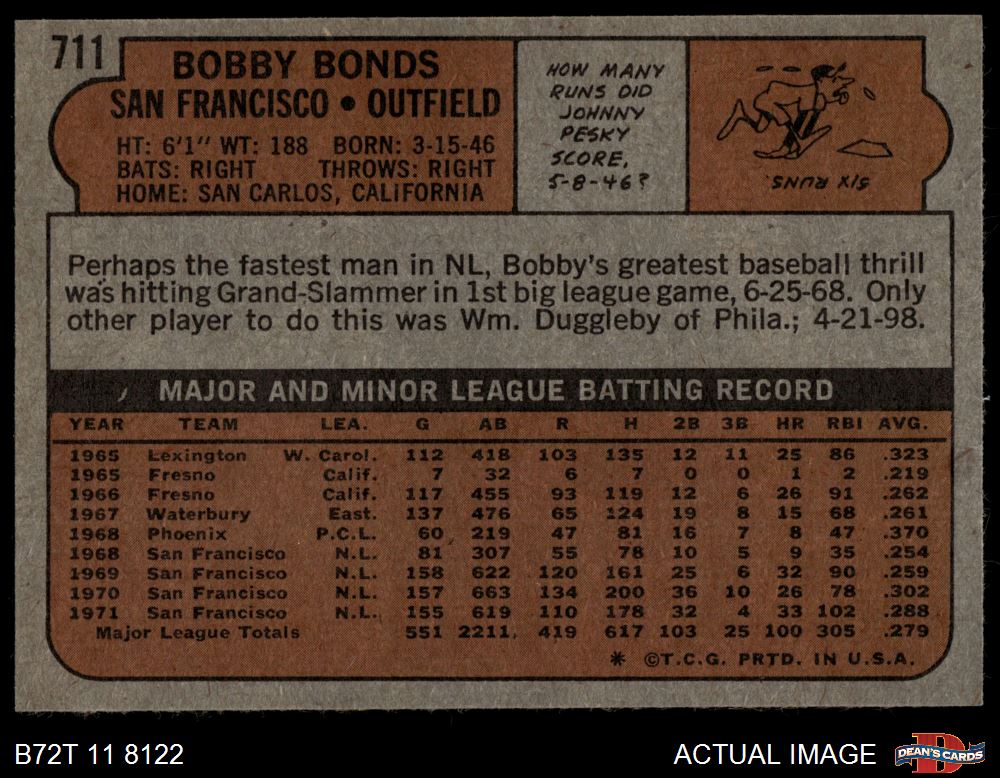 711
BOBBY BONDS
SAN FRANCISCO • OUTFIELD
HT: 6'1" WT: 188 BORN: 3-15-46
BATS: RIGHT THROWS: RIGHT
HOME: SAN CARLOS, CALIFORNIA
HOW MANY
RUNS DID
JOHNNY
PESKY
SCORE,
5-8-46?
SIX RUNS
Perhaps the fastest man in NL, Bobby's greatest baseball thrill
was hitting Grand-Slammer in 1st big league game, 6-25-68. Only
other player to do this was Wm. Duggleby of Phila.; 4-21-98.
MAJOR AND MINOR LEAGUE BATTING RECORD
YEAR TEAM LEA. G AB R H 2B 3B HR RBI AVG.
1965 Lexington W. Carol. 112 418 103 135 12 11 25 86 .323
1965 Fresno Calif. 7 32 6 7 0 0 1 2 .219
1966 Fresno Calif. 117 455 93 119 12 6 26 91 .262
1967 Waterbury East. 137 476 65 124 19 8 15 68 .261
1968 Phoenix P.C.L. 60 219 47 81 16 7 8 47 .370
1968 San Francisco N.L. 81 307 55 78 10 5 9 35 .254
1969 San Francisco N.L. 158 622 120 161 25 6 32 90 .259
1970 San Francisco N.L. 157 663 134 200 36 10 26 78 .302
1971 San Francisco N.L. 155 619 110 178 32 4 33 102 .288
Major League Totals 551 2211 419 617 103 25 100 305 .279
* ©T.C.G. PRTD. IN U.S.A.
B72T 11 8122
ACTUAL IMAGE
DEAN'S CARDS